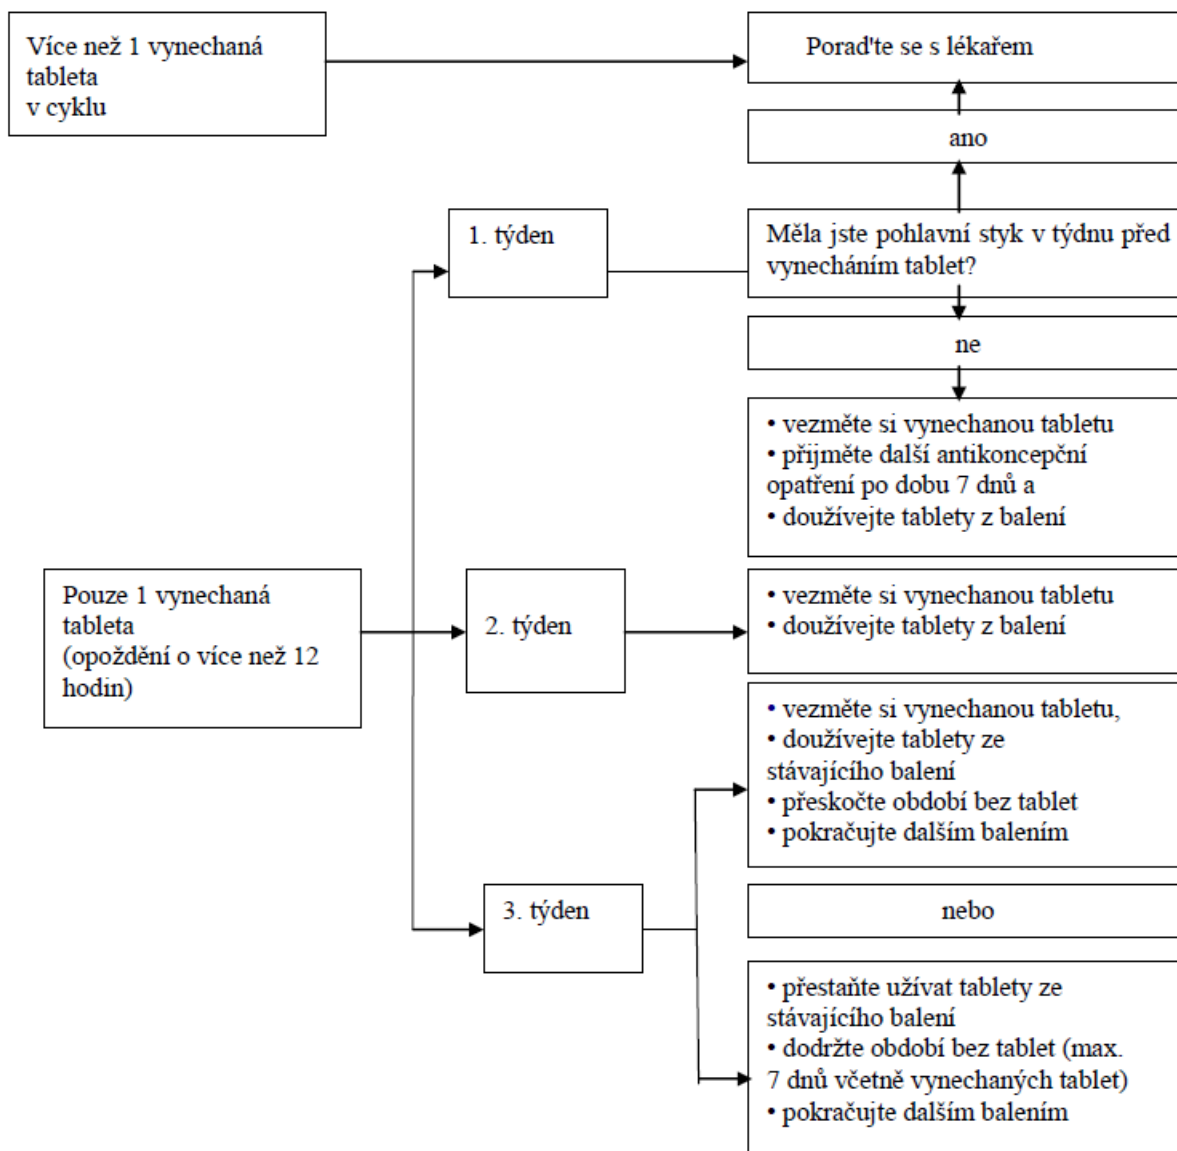 Více než 1 vynechaná
tableta
v cyklu
Poraď'te se s lékařem
ano
1. týden
Měla jste pohlavní styk v týdnu před
vynecháním tablet?
ne
• vezměte si vynechanou tabletu
• přijměte další antikoncepční
opatření po dobu 7 dnů a
• doužívejte tablety z balení
Pouze 1 vynechaná
tableta
(opoždění o více než 12
hodin)
2. týden
• vezměte si vynechanou tabletu
• doužívejte tablety z balení
• vezměte si vynechanou tabletu,
• doužívejte tablety ze
stávajícího balení
• přeskočte období bez tablet
• pokračujte dalším balením
3. týden
nebo
• přestaňte užívat tablety ze
stávajícího balení
• dodržte období bez tablet (max.
7 dnů včetně vynechaných tablet)
• pokračujte dalším balením